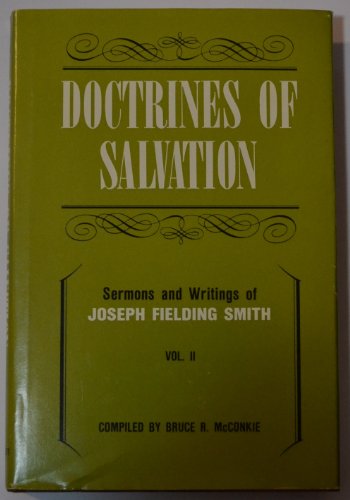 DOCTRINES OF
SALVATION
Sermons and Writings of
JOSEPH FIELDING SMITH
VOL. II
COMPILED BY BRUCE R. McCONKIE